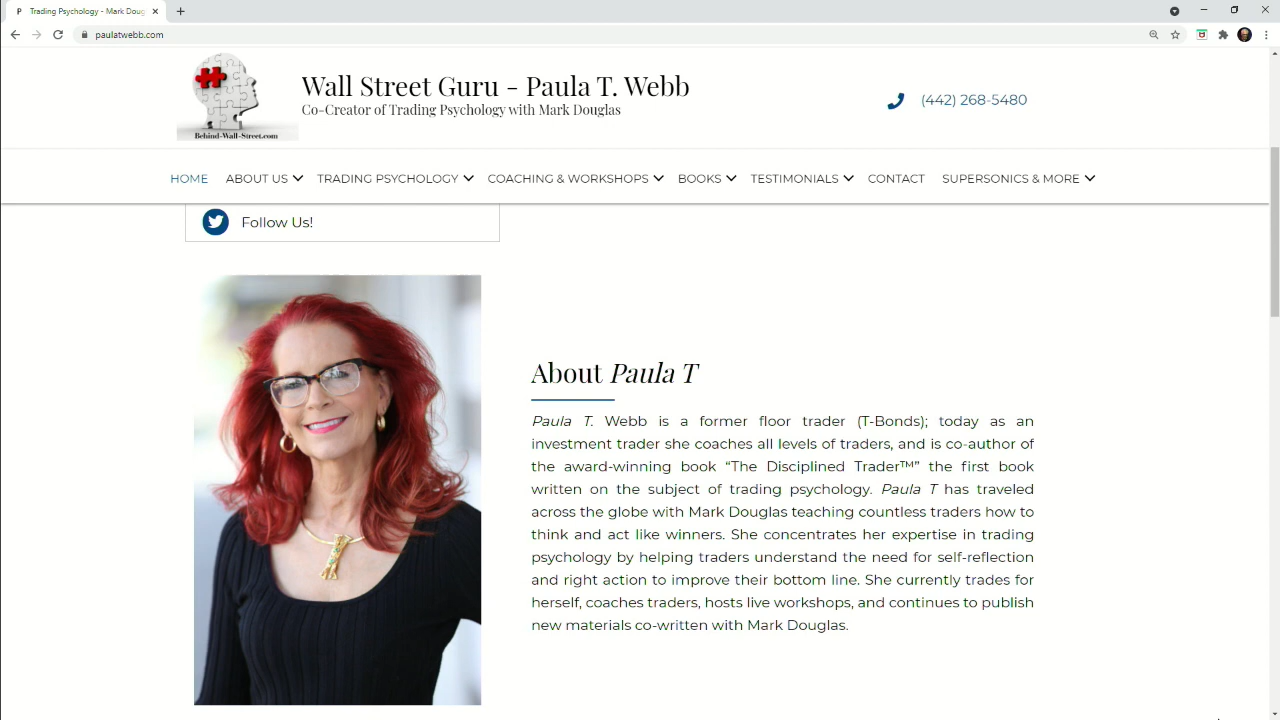 Trading Psychology - Mark Doug
paulatwebb.com
Behind-Wall-Street.com
Wall Street Guru - Paula T. Webb
Co-Creator of Trading Psychology with Mark Douglas
(442) 268-5480
HOME ABOUT US TRADING PSYCHOLOGY COACHING & WORKSHOPS BOOKS TESTIMONIALS CONTACT SUPERSONICS & MORE
Follow Us!
About Paula T
Paula T. Webb is a former floor trader (T-Bonds); today as an
investment trader she coaches all levels of traders, and is co-author of
the award-winning book “The Disciplined Trader™” the first book
written on the subject of trading psychology. Paula T has traveled
across the globe with Mark Douglas teaching countless traders how to
think and act like winners. She concentrates her expertise in trading
psychology by helping traders understand the need for self-reflection
and right action to improve their bottom line. She currently trades for
herself, coaches traders, hosts live workshops, and continues to publish
new materials co-written with Mark Douglas.